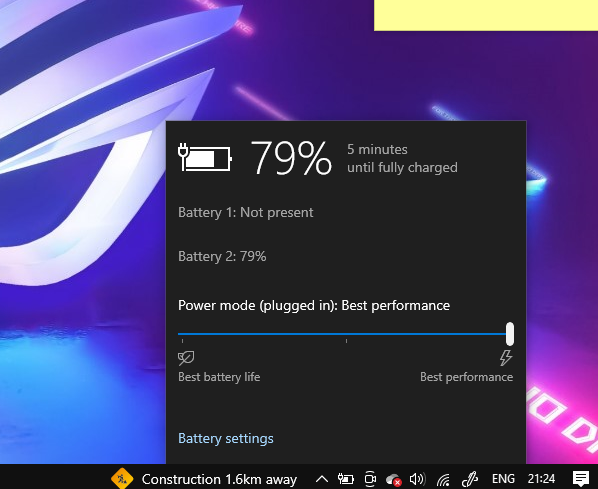 79%
5 minutes
until fully charged
Battery 1: Not present
Battery 2: 79%
Power mode (plugged in): Best performance
Best battery life
Best performance
Battery settings
Construction 1.6km away
ENG
21:24